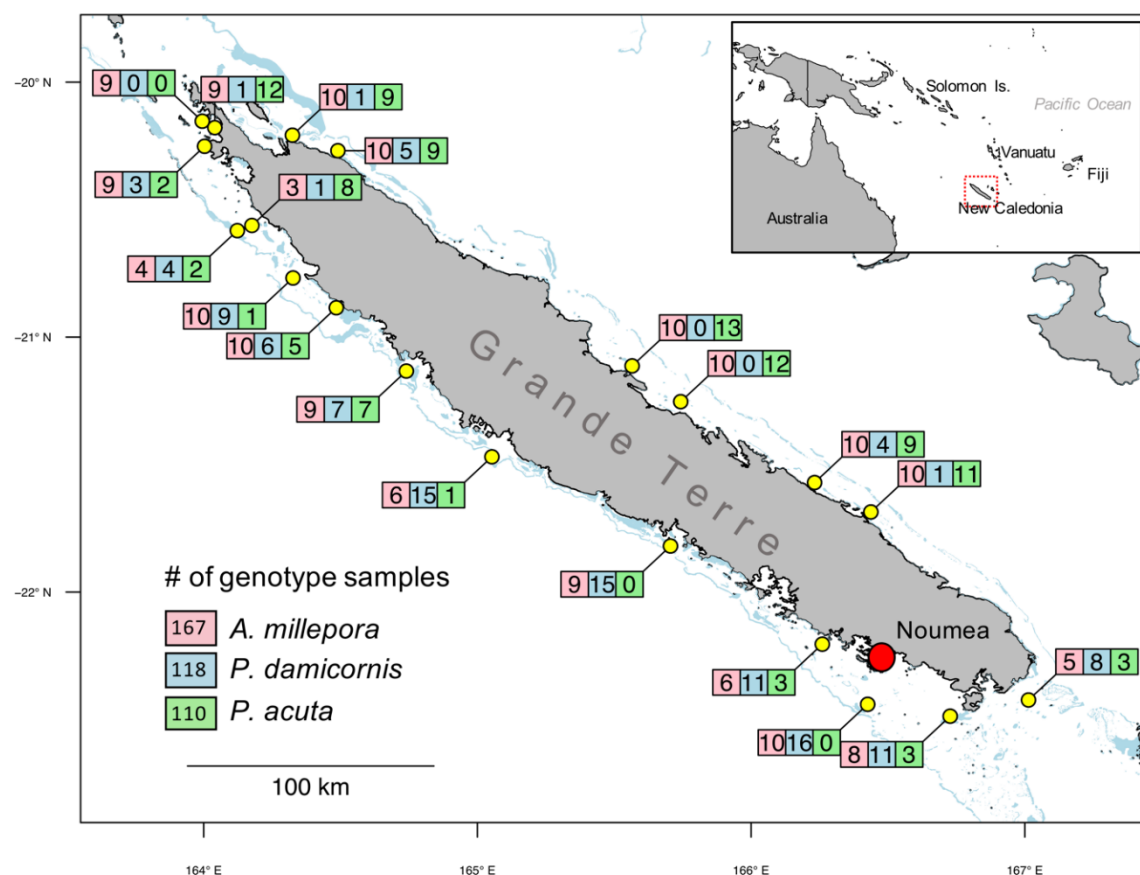 −20°
−21°
−22°
164° E
165° E
166° E
167° E
9 0 0
9 1 12
10 1 9
10 5 9
9 3 2
3 1 8
4 4 2
10 9 1
10 6 5
9 7 7
6 15 1
9 15 0
10 0 13
10 0 12
10 4 9
10 1 11
6 11 3
10 16 0
8 11 3
5 8 3
Grande Terre
Noumea
Solomon Is.
Pacific Ocean
Vanuatu
Fiji
New Caledonia
Australia
# of genotype samples
167 A. millepora
118 P. damicornis
110 P. acuta
100 km